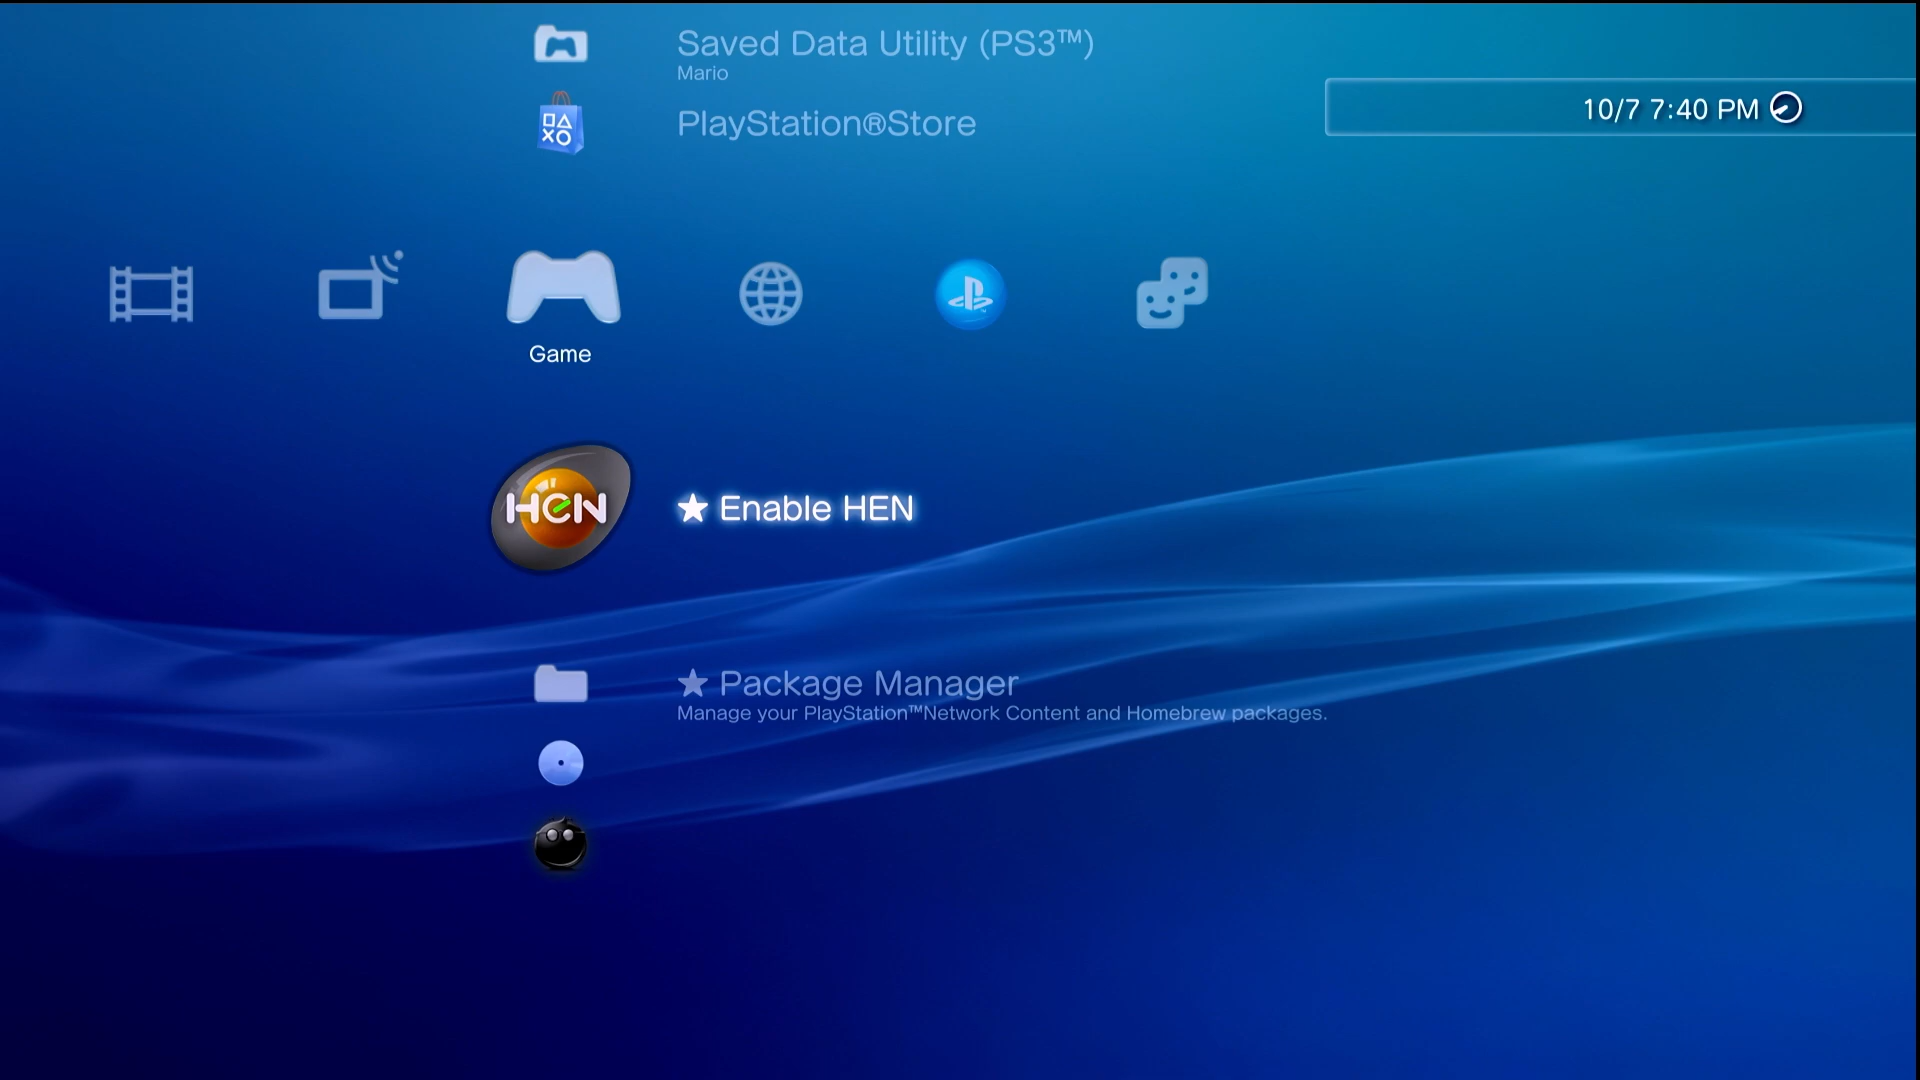 Saved Data Utility (PS3™)
Mario
PlayStation®Store
10/7 7:40 PM
Game
HEN
★ Enable HEN
★ Package Manager
Manage your PlayStation™Network Content and Homebrew packages.